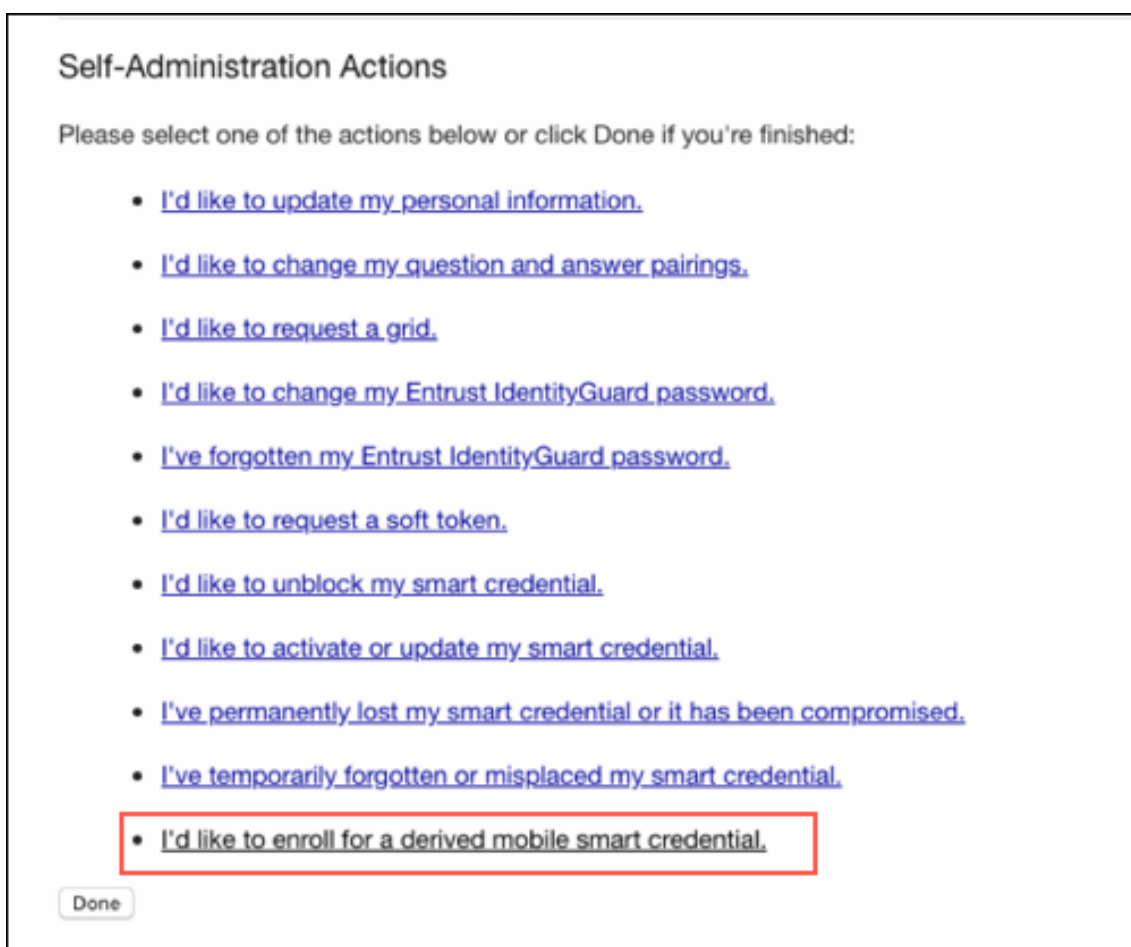 Self-Administration Actions
Please select one of the actions below or click Done if you're finished:
I'd like to update my personal information.
I'd like to change my question and answer pairings.
I'd like to request a grid.
I'd like to change my Entrust IdentityGuard password.
I've forgotten my Entrust IdentityGuard password.
I'd like to request a soft token.
I'd like to unblock my smart credential.
I'd like to activate or update my smart credential.
I've permanently lost my smart credential or it has been compromised.
I've temporarily forgotten or misplaced my smart credential.
I'd like to enroll for a derived mobile smart credential.
Done